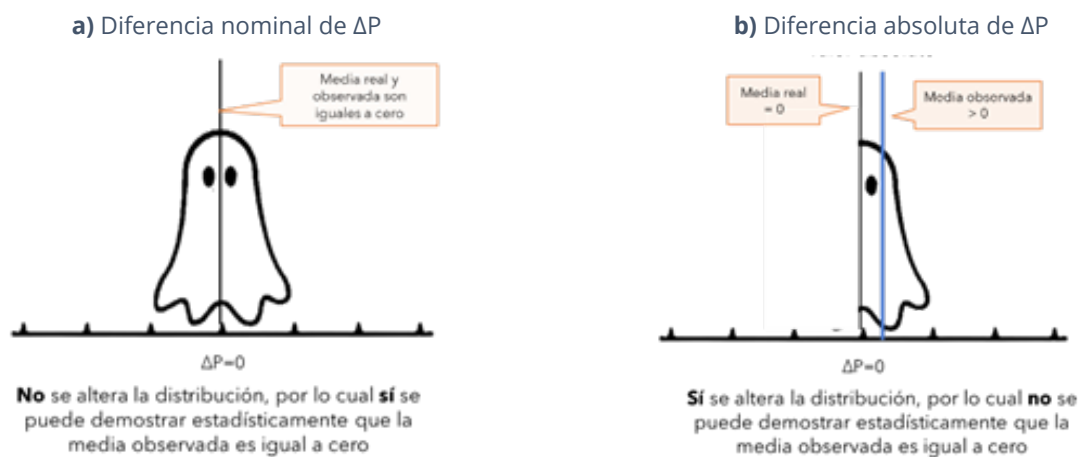 a) Diferencia nominal de ΔP
Media real y
observada son
iguales a cero
ΔP=0
No se altera la distribución, por lo cual sí se
puede demostrar estadísticamente que la
media observada es igual a cero
b) Diferencia absoluta de ΔP
Media real
= 0
Media observada
> 0
ΔP=0
Sí se altera la distribución, por lo cual no se
puede demostrar estadísticamente que la
media observada es igual a cero